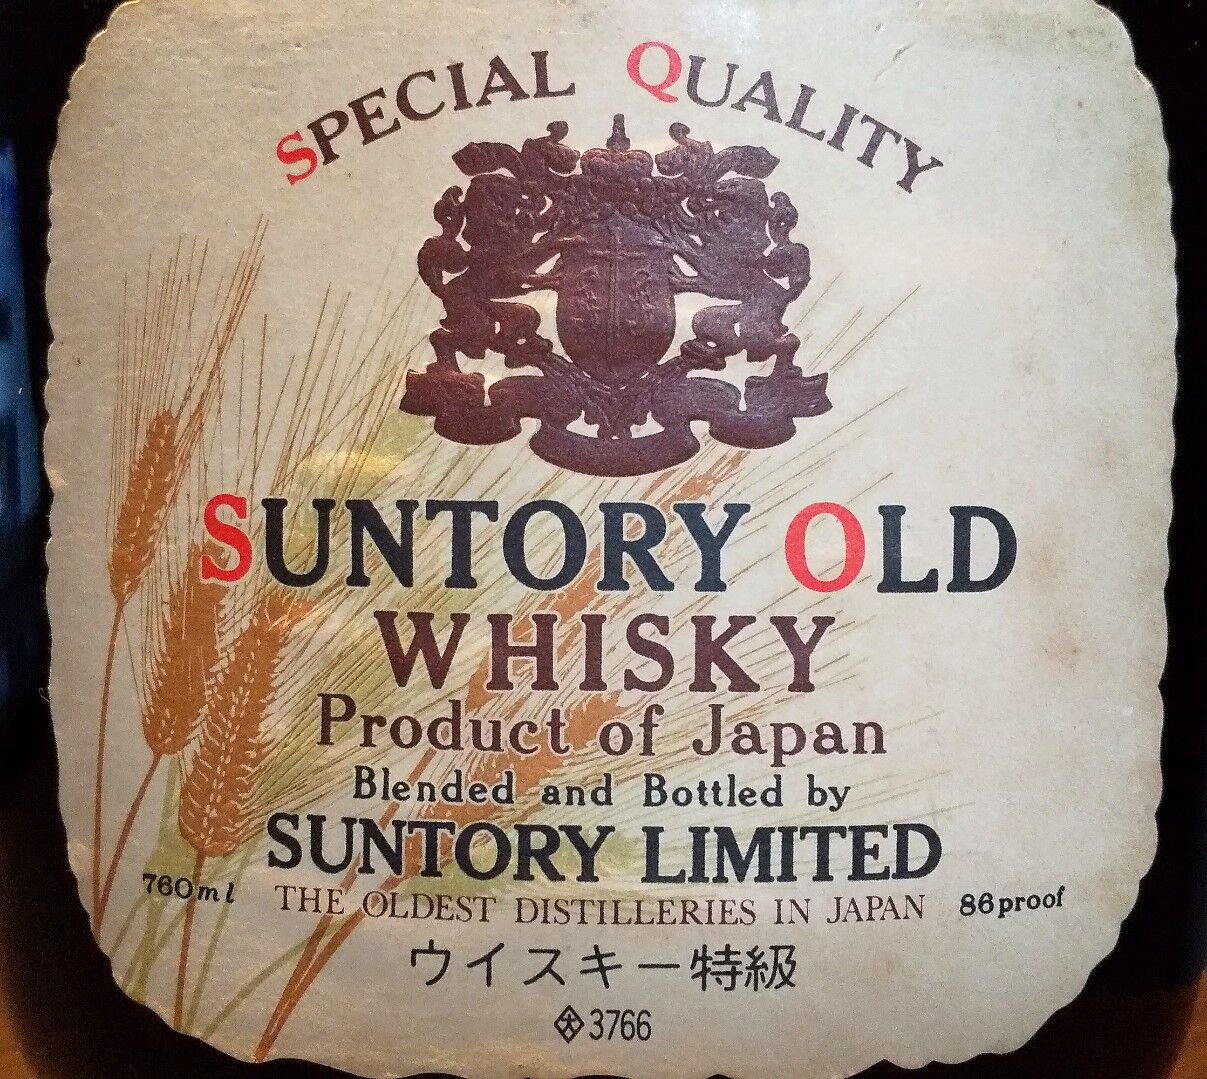 SPECIAL QUALITY
SUNTORY OLD
WHISKY
Product of Japan
Blended and Bottled by
SUNTORY LIMITED
760ml THE OLDEST DISTILLERIES IN JAPAN 86proof
ウイスキー特級
3766